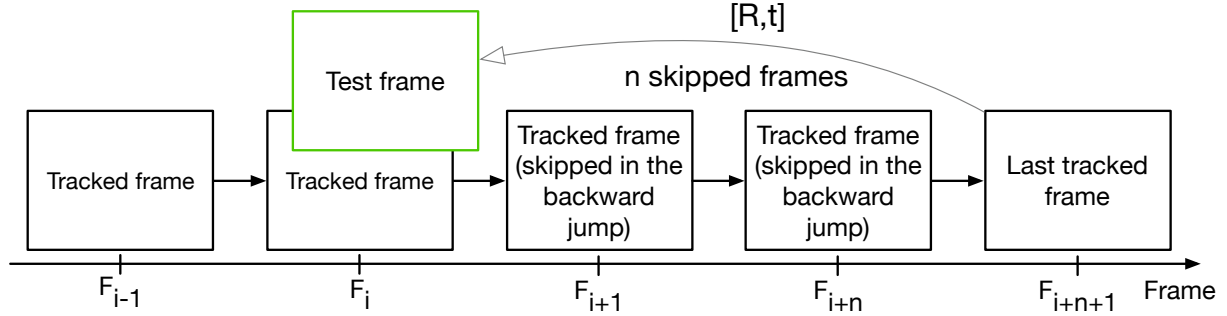 [R,t]
Test frame
n skipped frames
Tracked frame
Tracked frame
Tracked frame
(skipped in the
backward
jump)
Tracked frame
(skipped in the
backward
jump)
Last tracked
frame
F_{i-1}
F_i
F_{i+1}
F_{i+n}
F_{i+n+1}
Frame